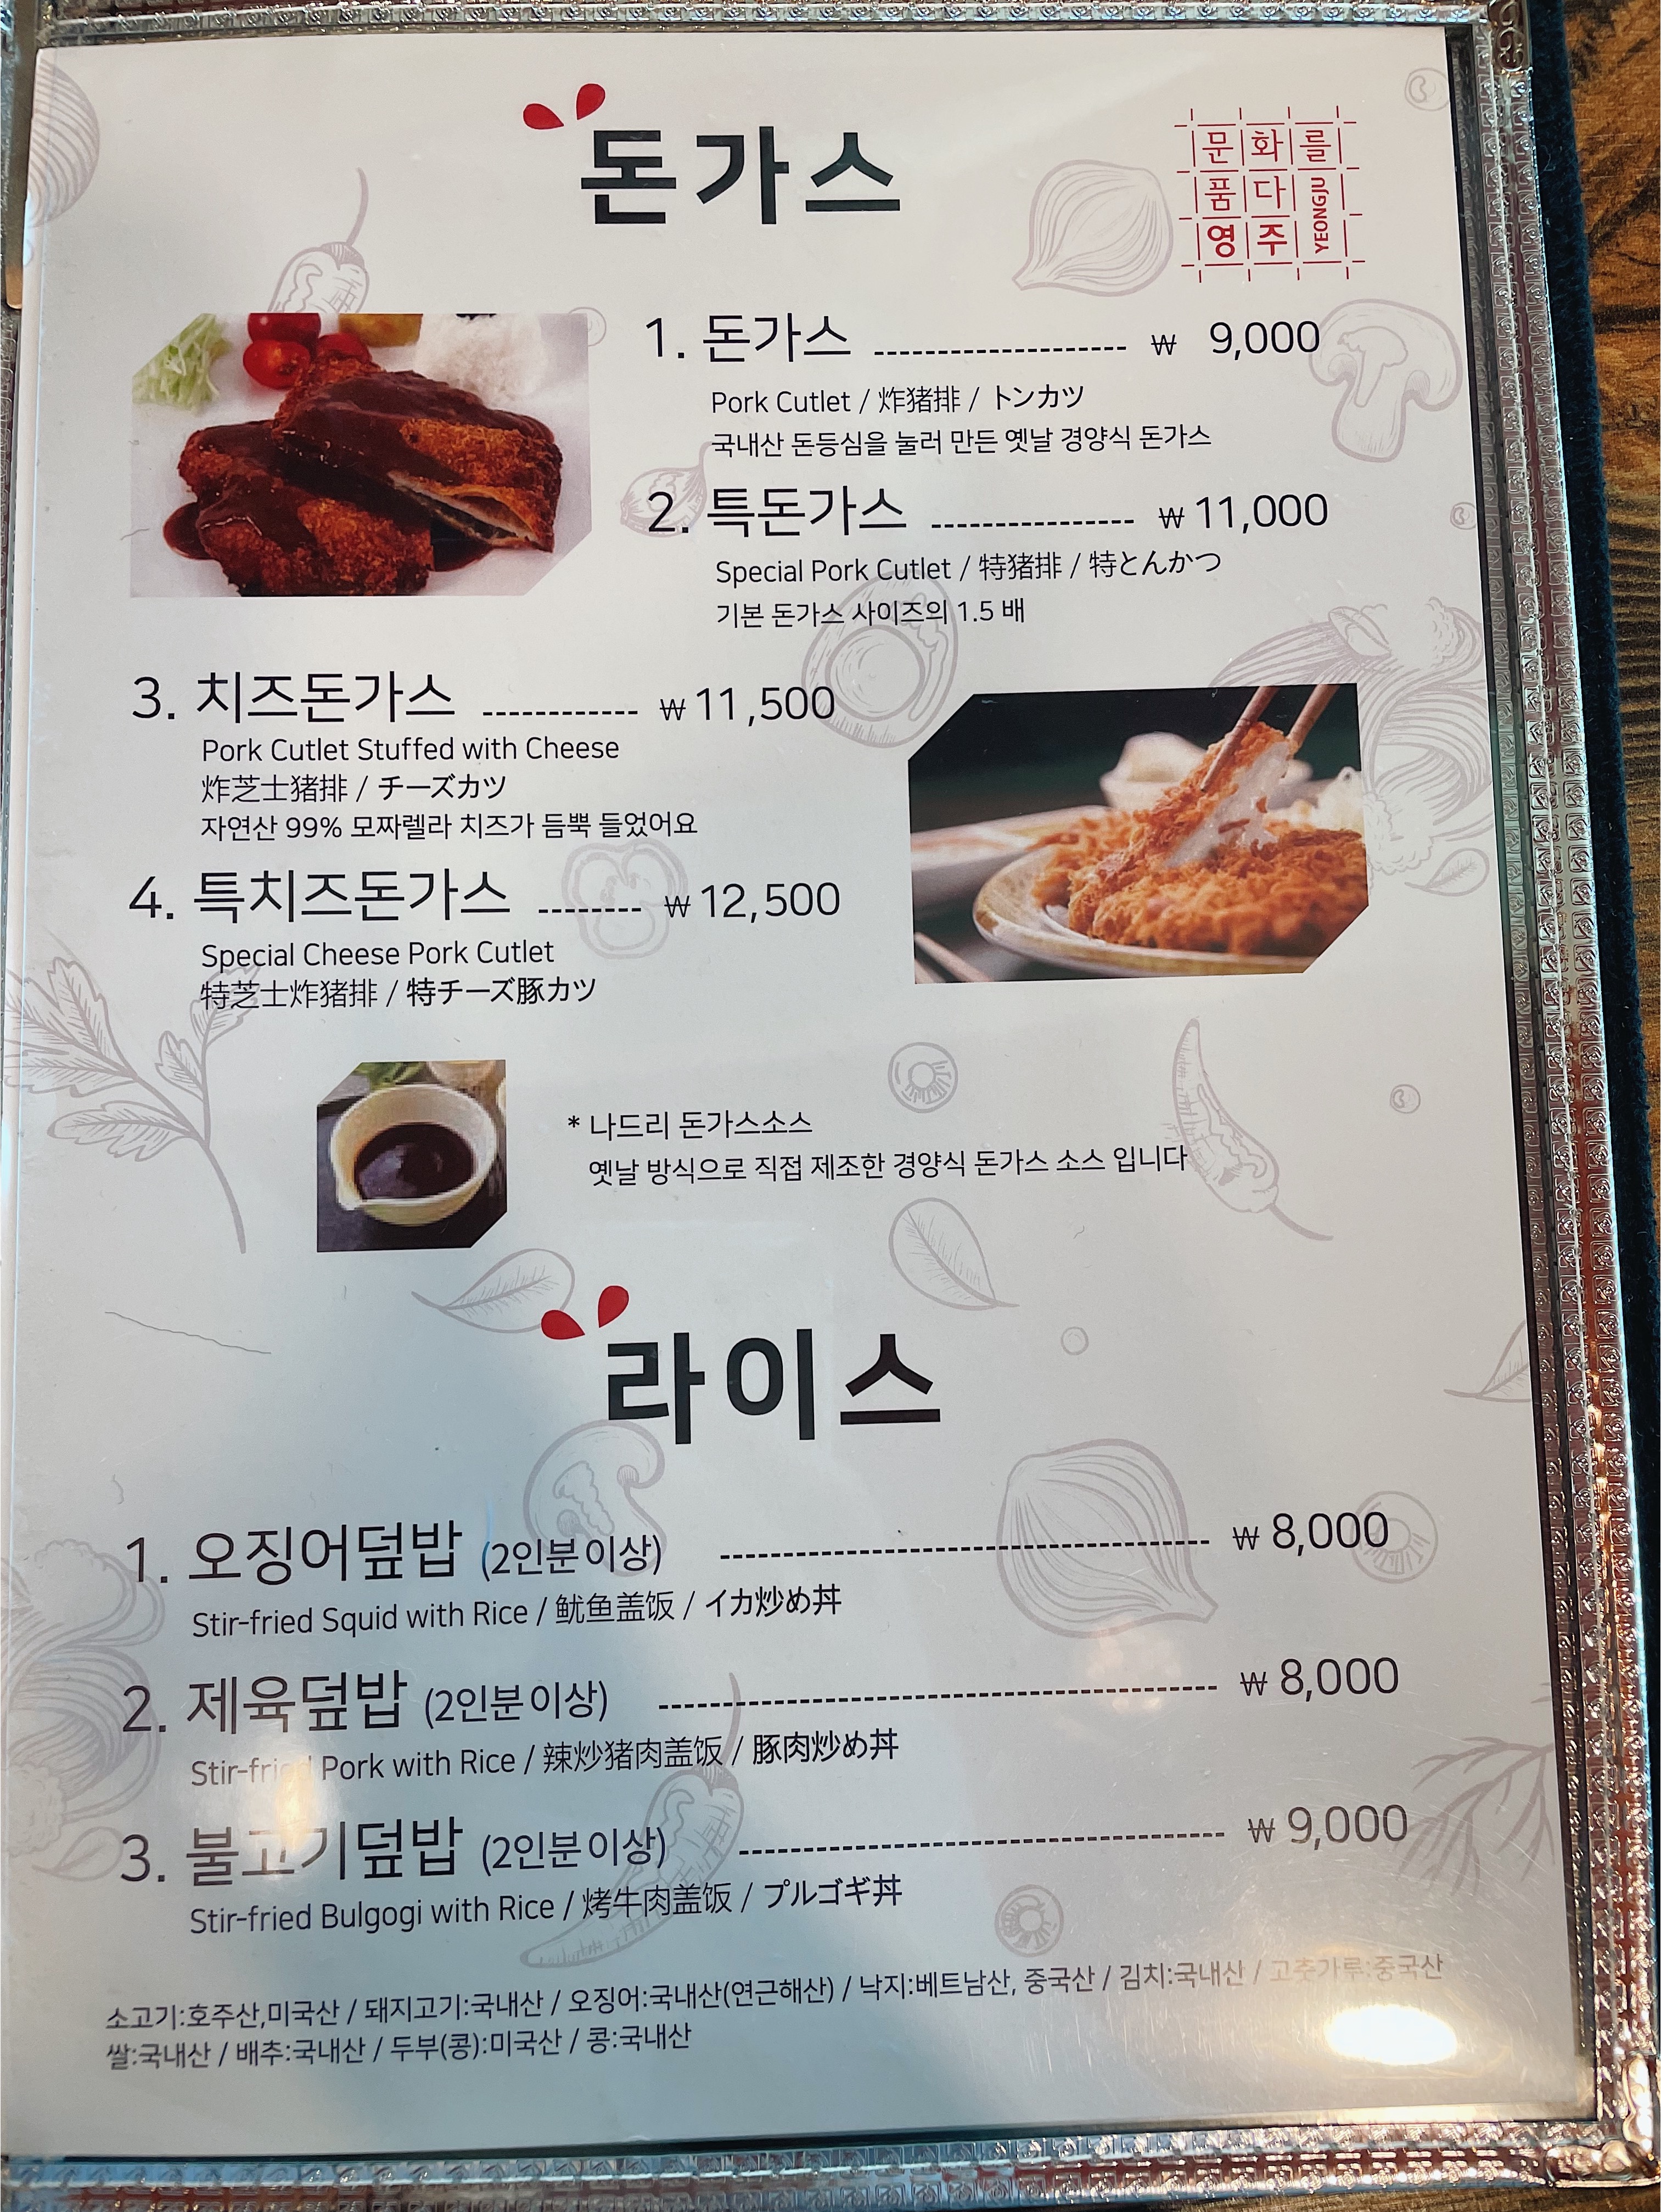 돈가스
문화를
품다
영주
YEONGJU
1. 돈가스 ₩ 9,000
Pork Cutlet / 炸猪排 / トンカツ
국내산 돈등심을 눌러 만든 옛날 경양식 돈가스
2. 특돈가스 ₩ 11,000
Special Pork Cutlet / 特猪排 / 特とんかつ
기본 돈가스 사이즈의 1.5 배
3. 치즈돈가스 ₩ 11,500
Pork Cutlet Stuffed with Cheese
炸芝士猪排 / チーズカツ
자연산 99% 모짜렐라 치즈가 듬뿍 들었어요
4. 특치즈돈가스 ₩ 12,500
Special Cheese Pork Cutlet
特芝士炸猪排 / 特チーズ豚カツ
* 나드리 돈가스소스
옛날 방식으로 직접 제조한 경양식 돈가스 소스 입니다
라이스
1. 오징어덮밥 (2인분이상) ₩ 8,000
Stir-fried Squid with Rice / 鱿鱼盖饭 / イカ炒め丼
2. 제육덮밥 (2인분이상) ₩ 8,000
Stir-fried Pork with Rice / 辣炒猪肉盖饭 / 豚肉炒め丼
3. 불고기덮밥 (2인분이상) ₩ 9,000
Stir-fried Bulgogi with Rice / 烤牛肉盖饭 / プルゴギ丼
소고기:호주산,미국산 / 돼지고기:국내산 / 오징어:국내산(연근해산) / 낙지:베트남산, 중국산 / 김치:국내산 / 고춧가루:중국산
쌀:국내산 / 배추:국내산 / 두부(콩):미국산 / 콩:국내산